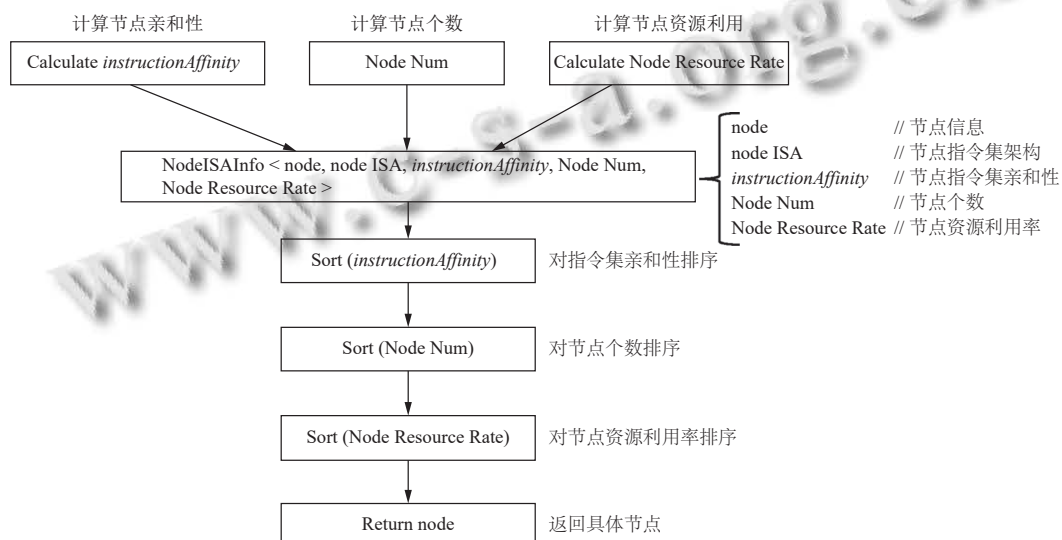 计算节点亲和性
计算节点个数
计算节点资源利用
Calculate instructionAffinity
Node Num
Calculate Node Resource Rate
NodeISAInfo < node, node ISA, instructionAffinity, Node Num,
Node Resource Rate >
node // 节点信息
node ISA // 节点指令集架构
instructionAffinity // 节点指令集亲和性
Node Num // 节点个数
Node Resource Rate // 节点资源利用率
Sort (instructionAffinity) 对指令集亲和性排序
Sort (Node Num) 对节点个数排序
Sort (Node Resource Rate) 对节点资源利用率排序
Return node 返回具体节点
www.c-s-a.org.c